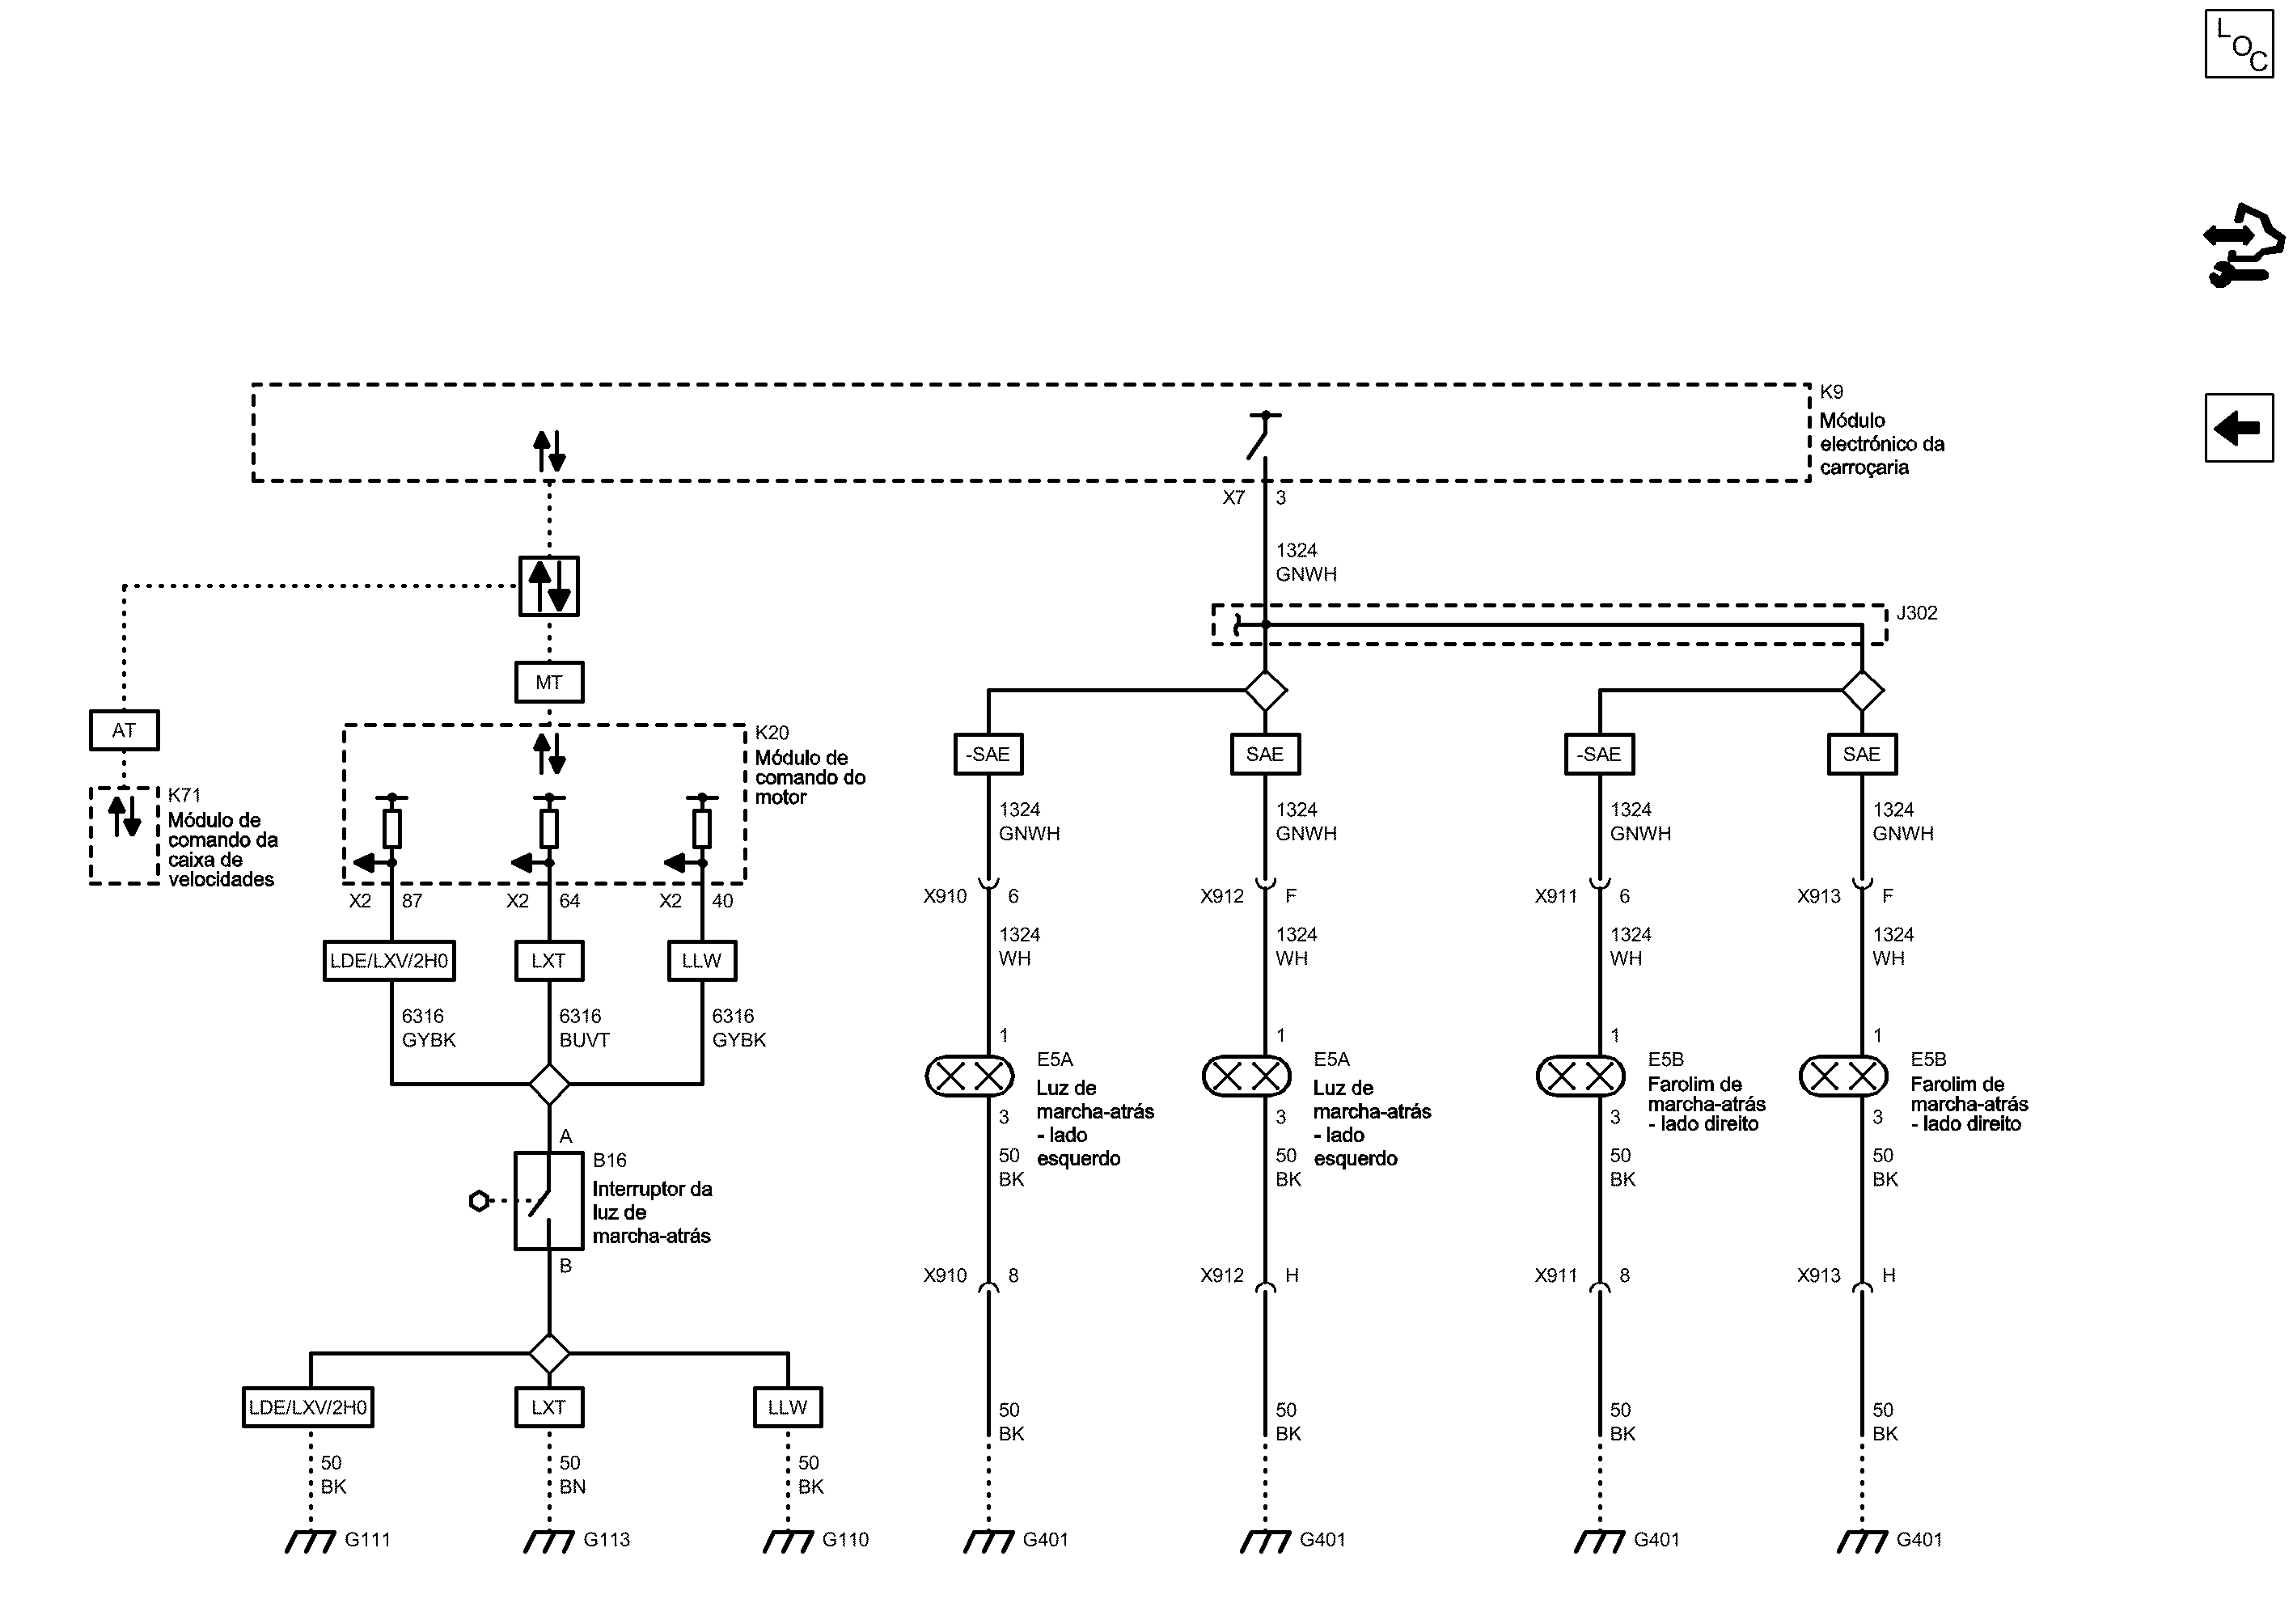 LOC
K9
Módulo
electrónico da
carroçaria
X7 3
1324
GNWH
J302
MT
AT
K20
Módulo de
comando do
motor
K71
Módulo de
comando da
caixa de
velocidades
-SAE SAE -SAE SAE
1324 1324 1324 1324
GNWH GNWH GNWH GNWH
X2 87 X2 64 X2 40
X910 6 X912 F X911 6 X913 F
LDE/LXV/2H0 LXT LLW
1324 1324 1324 1324
WH WH WH WH
6316 6316 6316
GYBK BUVT GYBK
1 1 1 1
E5A
Luz de
marcha-atrás
- lado
esquerdo
E5A
Luz de
marcha-atrás
- lado
esquerdo
E5B
Farolim de
marcha-atrás
- lado direito
E5B
Farolim de
marcha-atrás
- lado direito
3 3 3 3
50 50 50 50
BK BK BK BK
A
B16
Interruptor da
luz de
marcha-atrás
B
X910 8 X912 H X911 8 X913 H
LDE/LXV/2H0 LXT LLW
50 50 50 50
BK BK BK BK
50 50 50
BK BN BK
G111 G113 G110 G401 G401 G401 G401